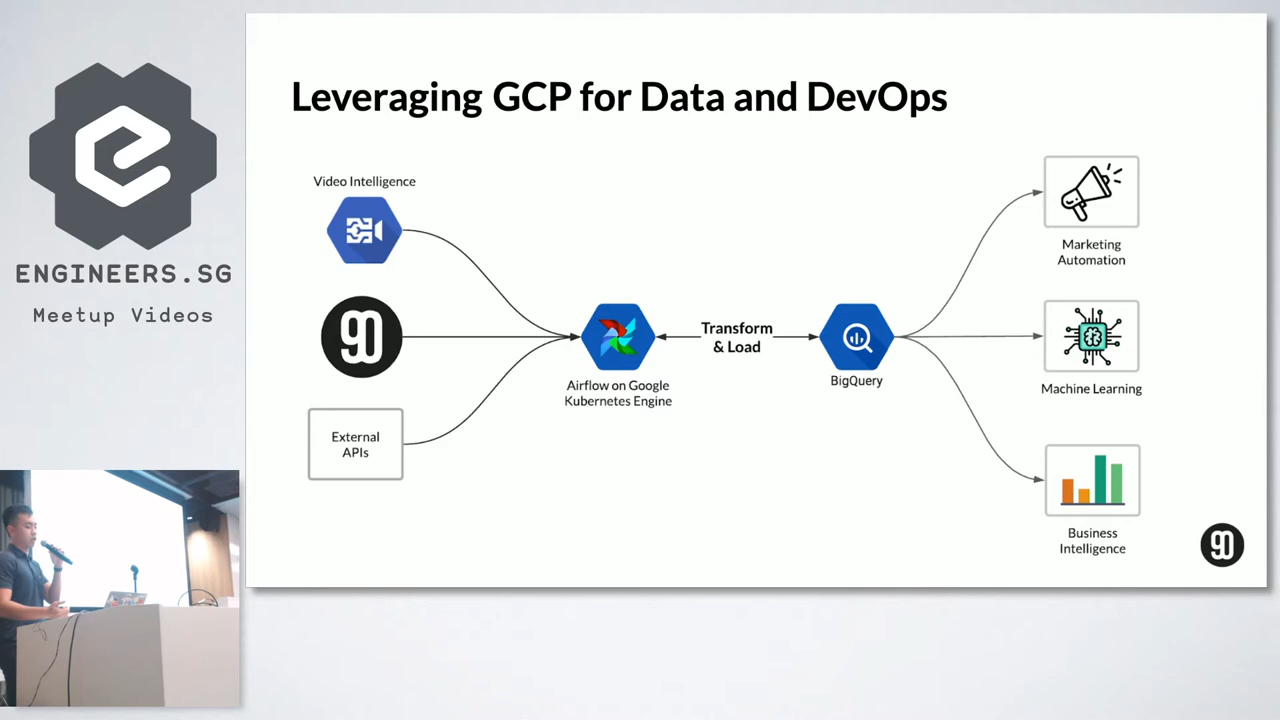 ENGINEERS.SG
Meetup Videos
Leveraging GCP for Data and DevOps
Video Intelligence
90
External
APIs
Airflow on Google
Kubernetes Engine
Transform
& Load
BigQuery
Marketing
Automation
Machine Learning
Business
Intelligence
90